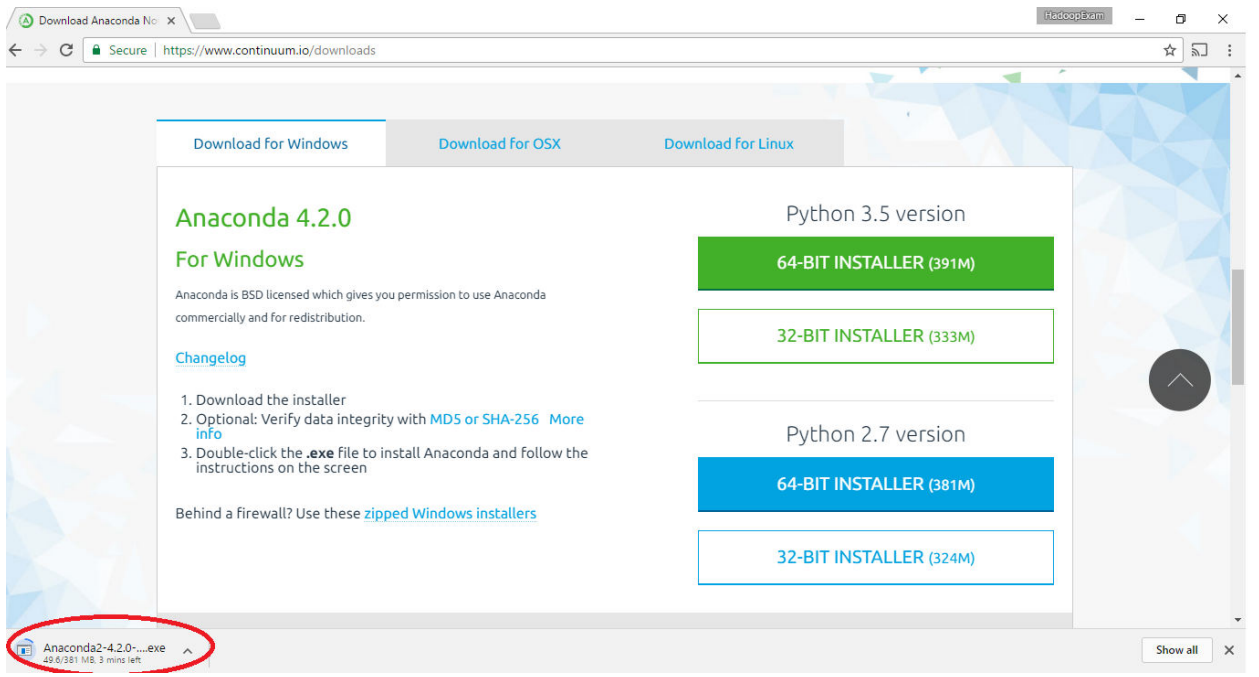 Download Anaconda No
HadoopExam
Secure
https://www.continuum.io/downloads
Download for Windows
Download for OSX
Download for Linux
Anaconda 4.2.0
For Windows
Anaconda is BSD licensed which gives you permission to use Anaconda
commercially and for redistribution.
Changelog
1. Download the installer
2. Optional: Verify data integrity with MD5 or SHA-256 More
info
3. Double-click the .exe file to install Anaconda and follow the
instructions on the screen
Behind a firewall? Use these zipped Windows installers
Python 3.5 version
64-BIT INSTALLER (391M)
32-BIT INSTALLER (333M)
Python 2.7 version
64-BIT INSTALLER (381M)
32-BIT INSTALLER (324M)
Anaconda2-4.2.0-....exe
49.6/381 MB, 3 mins left
Show all